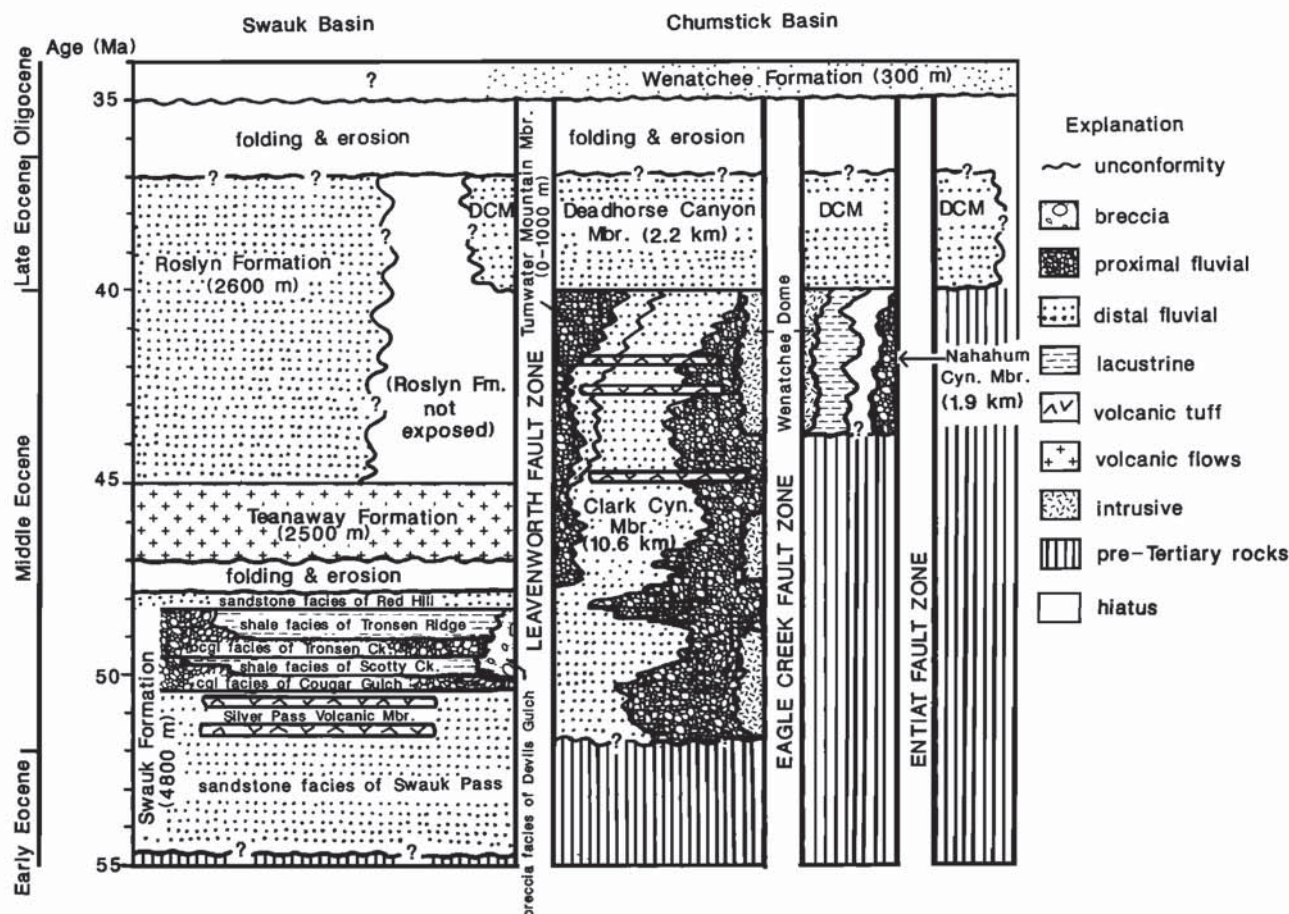 Swauk Basin
Chumstick Basin
Age (Ma)
Oligocene
Late Eocene
Middle Eocene
Early Eocene
35
40
45
50
55
?
Wenatchee Formation (300 m)
folding & erosion
? ? ?
Roslyn Formation
(2600 m)
?
?
?
DCM
?
(Roslyn Fm.
not
exposed)
Teanaway Formation
(2500 m)
folding & erosion
sandstone facies of Red Hill
shale facies of Tronsen Ridge
cgl facies of Tronsen Ck.
shale facies of Scotty Ck.
cgl facies of Cougar Gulch
Silver Pass Volcanic Mbr.
Swauk Formation
(4800 m)
sandstone facies of Swauk Pass
? ?
Tumwater Mountain Mbr.
(0-1000 m)
LEAVENWORTH FAULT ZONE
breccia facies of Devils Gulch
folding & erosion
? ?
Deadhorse Canyon
Mbr. (2.2 km)
Clark Cyn.
Mbr.
(10.6 km)
?
Wenatchee Dome
EAGLE CREEK FAULT ZONE
?
DCM
?
ENTIAT FAULT ZONE
?
DCM
?
Nahahum
Cyn. Mbr.
(1.9 km)
Explanation
unconformity
breccia
proximal fluvial
distal fluvial
lacustrine
volcanic tuff
volcanic flows
intrusive
pre-Tertiary rocks
hiatus